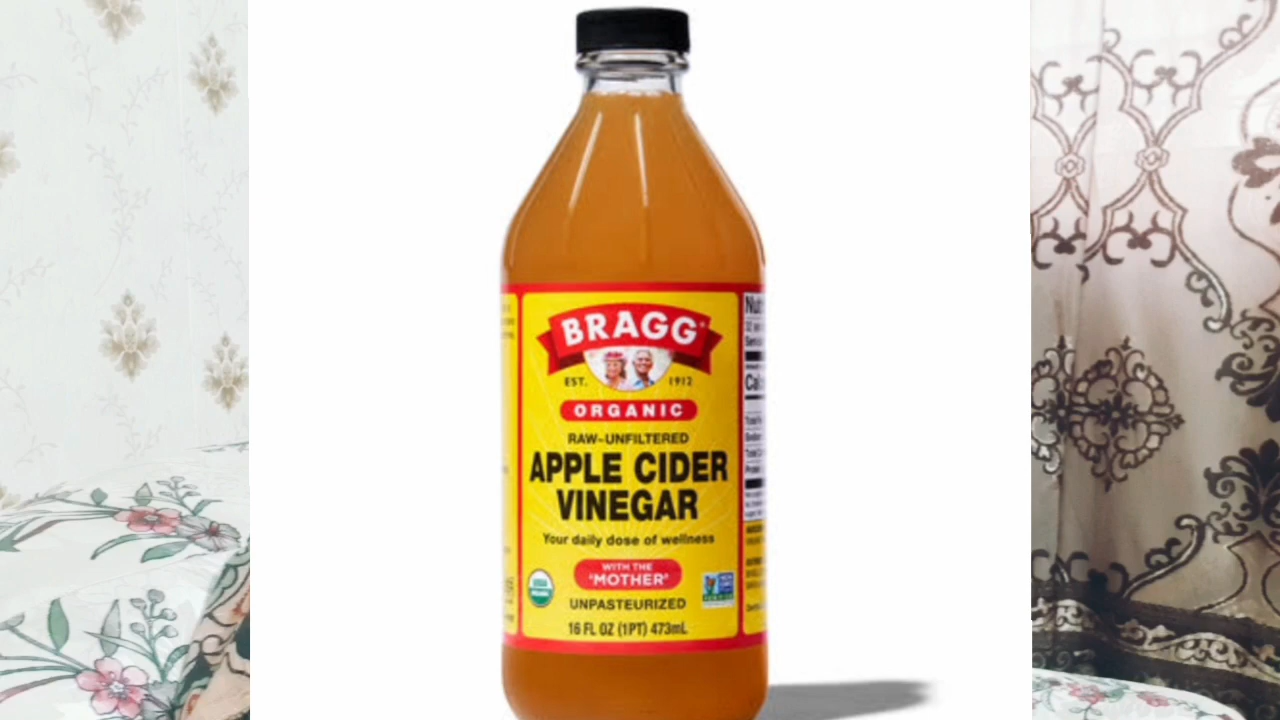 BRAGG
EST. 1912
ORGANIC
RAW-UNFILTERED
APPLE CIDER
VINEGAR
Your daily dose of wellness
WITH THE
"MOTHER"
UNPASTEURIZED
16 FL OZ (1PT) 473mL